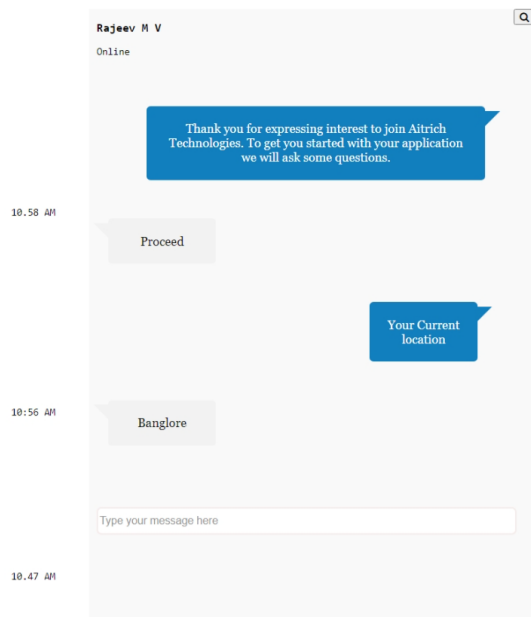 Rajeev M V
Online
Thank you for expressing interest to join Aitrich
Technologies. To get you started with your application
we will ask some questions.
10.58 AM
Proceed
Your Current
location
10:56 AM
Banglore
Type your message here
10.47 AM